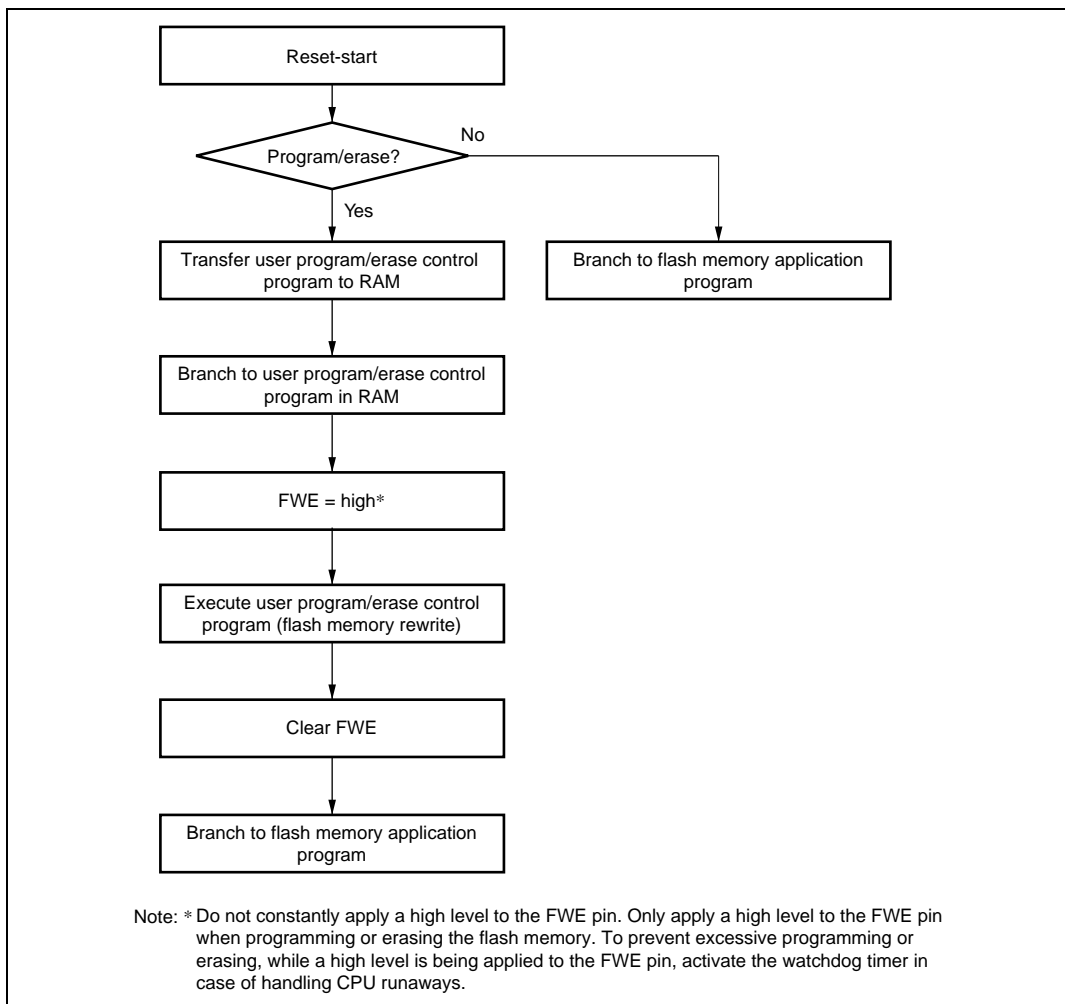 Reset-start
Program/erase?
No
Yes
Transfer user program/erase control
program to RAM
Branch to flash memory application
program
Branch to user program/erase control
program in RAM
FWE = high*
Execute user program/erase control
program (flash memory rewrite)
Clear FWE
Branch to flash memory application
program
Note: * Do not constantly apply a high level to the FWE pin. Only apply a high level to the FWE pin
when programming or erasing the flash memory. To prevent excessive programming or
erasing, while a high level is being applied to the FWE pin, activate the watchdog timer in
case of handling CPU runaways.